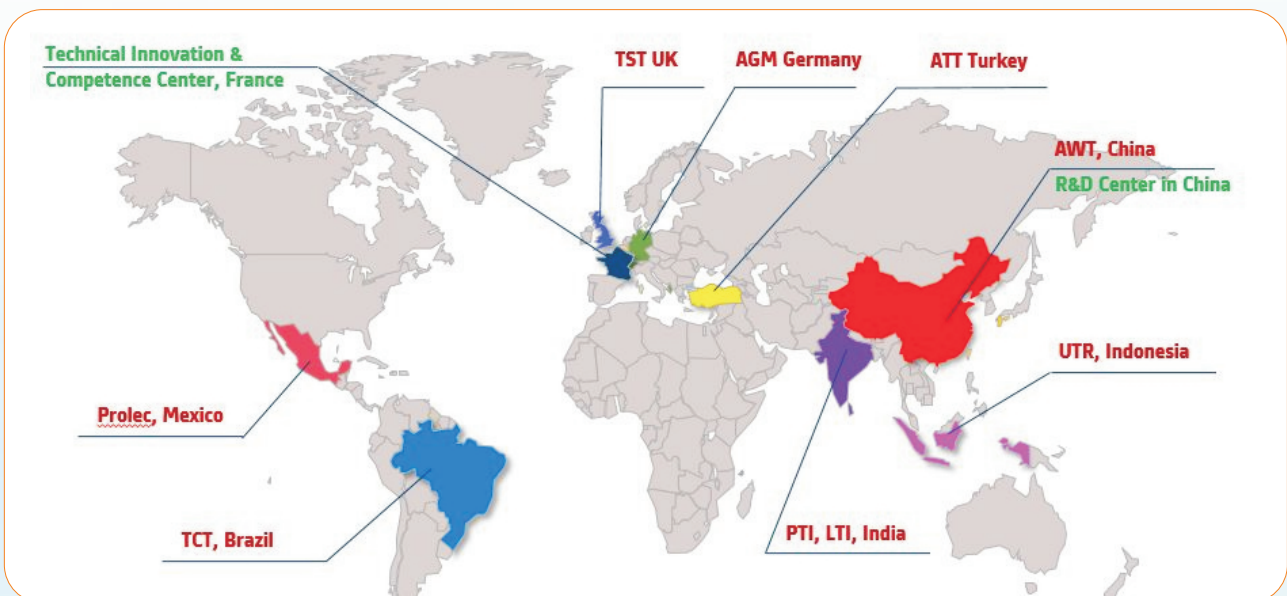 Technical Innovation &
Competence Center, France
TST UK
AGM Germany
ATT Turkey
AWT, China
R&D Center in China
UTR, Indonesia
Prolec, Mexico
TCT, Brazil
PTI, LTI, India